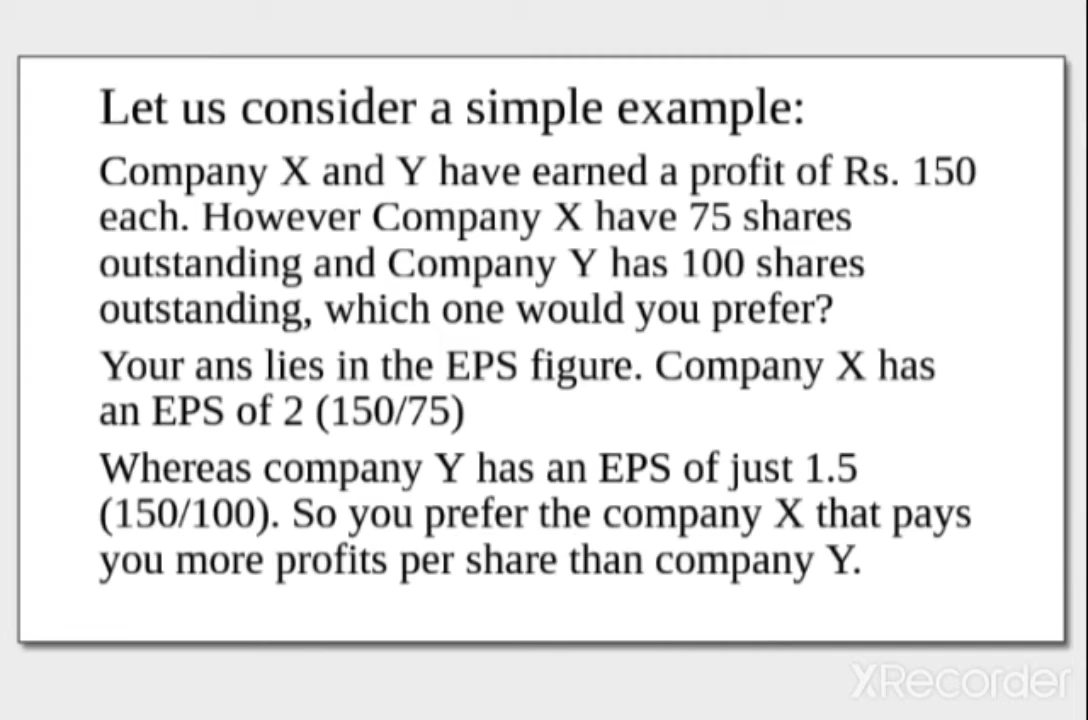 Let us consider a simple example:
Company X and Y have earned a profit of Rs. 150
each. However Company X have 75 shares
outstanding and Company Y has 100 shares
outstanding, which one would you prefer?
Your ans lies in the EPS figure. Company X has
an EPS of 2 (150/75)
Whereas company Y has an EPS of just 1.5
(150/100). So you prefer the company X that pays
you more profits per share than company Y.
XRecorder